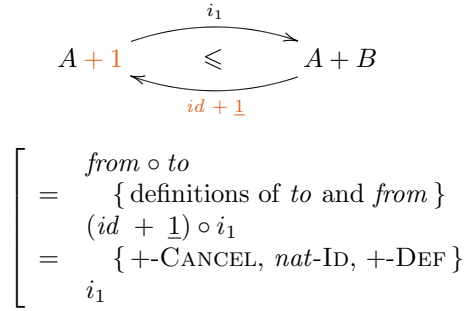 i₁
A + 1 ⩽ A + B
id + 1̲
from ∘ to
= { definitions of to and from }
(id + 1̲) ∘ i₁
= { +-CANCEL, nat-ID, +-DEF }
i₁